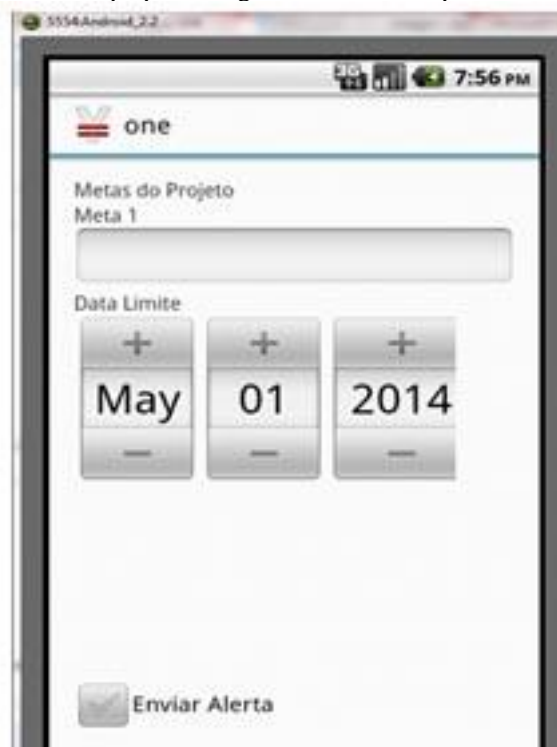 5554:Android_2.2
3G
7:56 PM
one
Metas do Projeto
Meta 1
Data Limite
+ + +
May 01 2014
− − −
Enviar Alerta